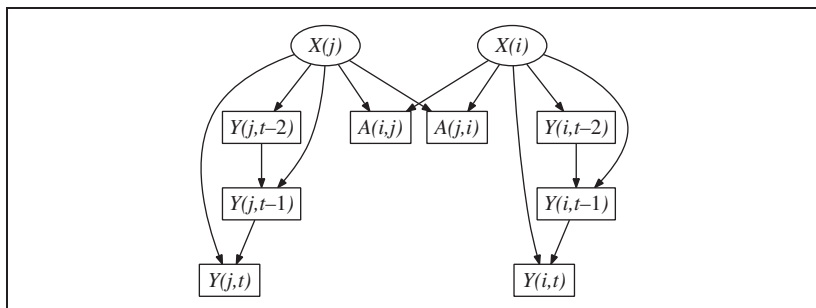 X(j) X(i)
Y(j,t–2) A(i,j) A(j,i) Y(i,t–2)
Y(j,t–1) Y(i,t–1)
Y(j,t) Y(i,t)